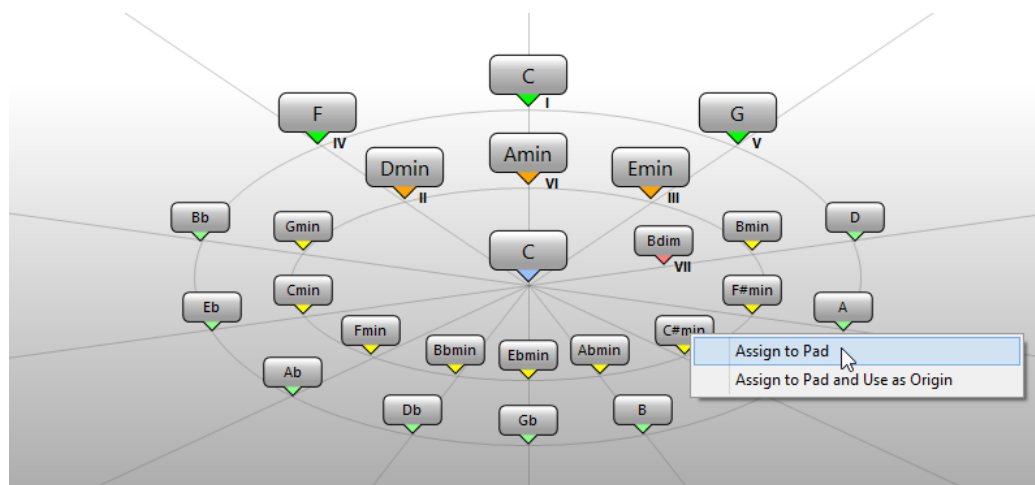 C
I
F
IV
G
V
Amin
VI
Dmin
II
Emin
III
Bb
Gmin
Bmin
D
C
Bdim
VII
Cmin
F#min
Eb
A
Fmin
C#min
Bbmin
Ebmin
Abmin
Assign to Pad
Assign to Pad and Use as Origin
Ab
Db
Gb
B